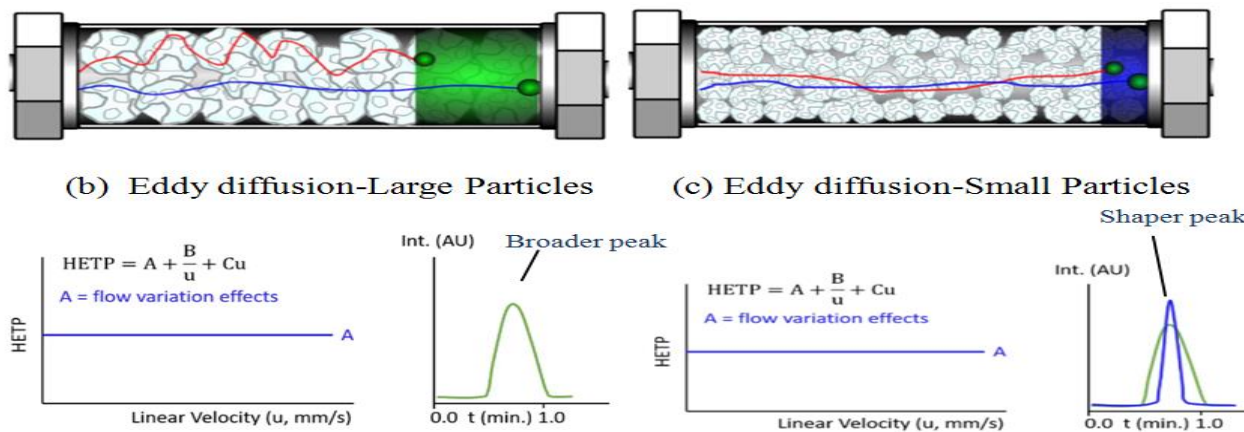 (b) Eddy diffusion-Large Particles
(c) Eddy diffusion-Small Particles
HETP = A + B/u + Cu
A = flow variation effects
A
HETP
Linear Velocity (u, mm/s)
Int. (AU)
Broader peak
0.0 t (min.) 1.0
Shaper peak
HETP = A + B/u + Cu
A = flow variation effects
A
HETP
Linear Velocity (u, mm/s)
Int. (AU)
0.0 t (min.) 1.0